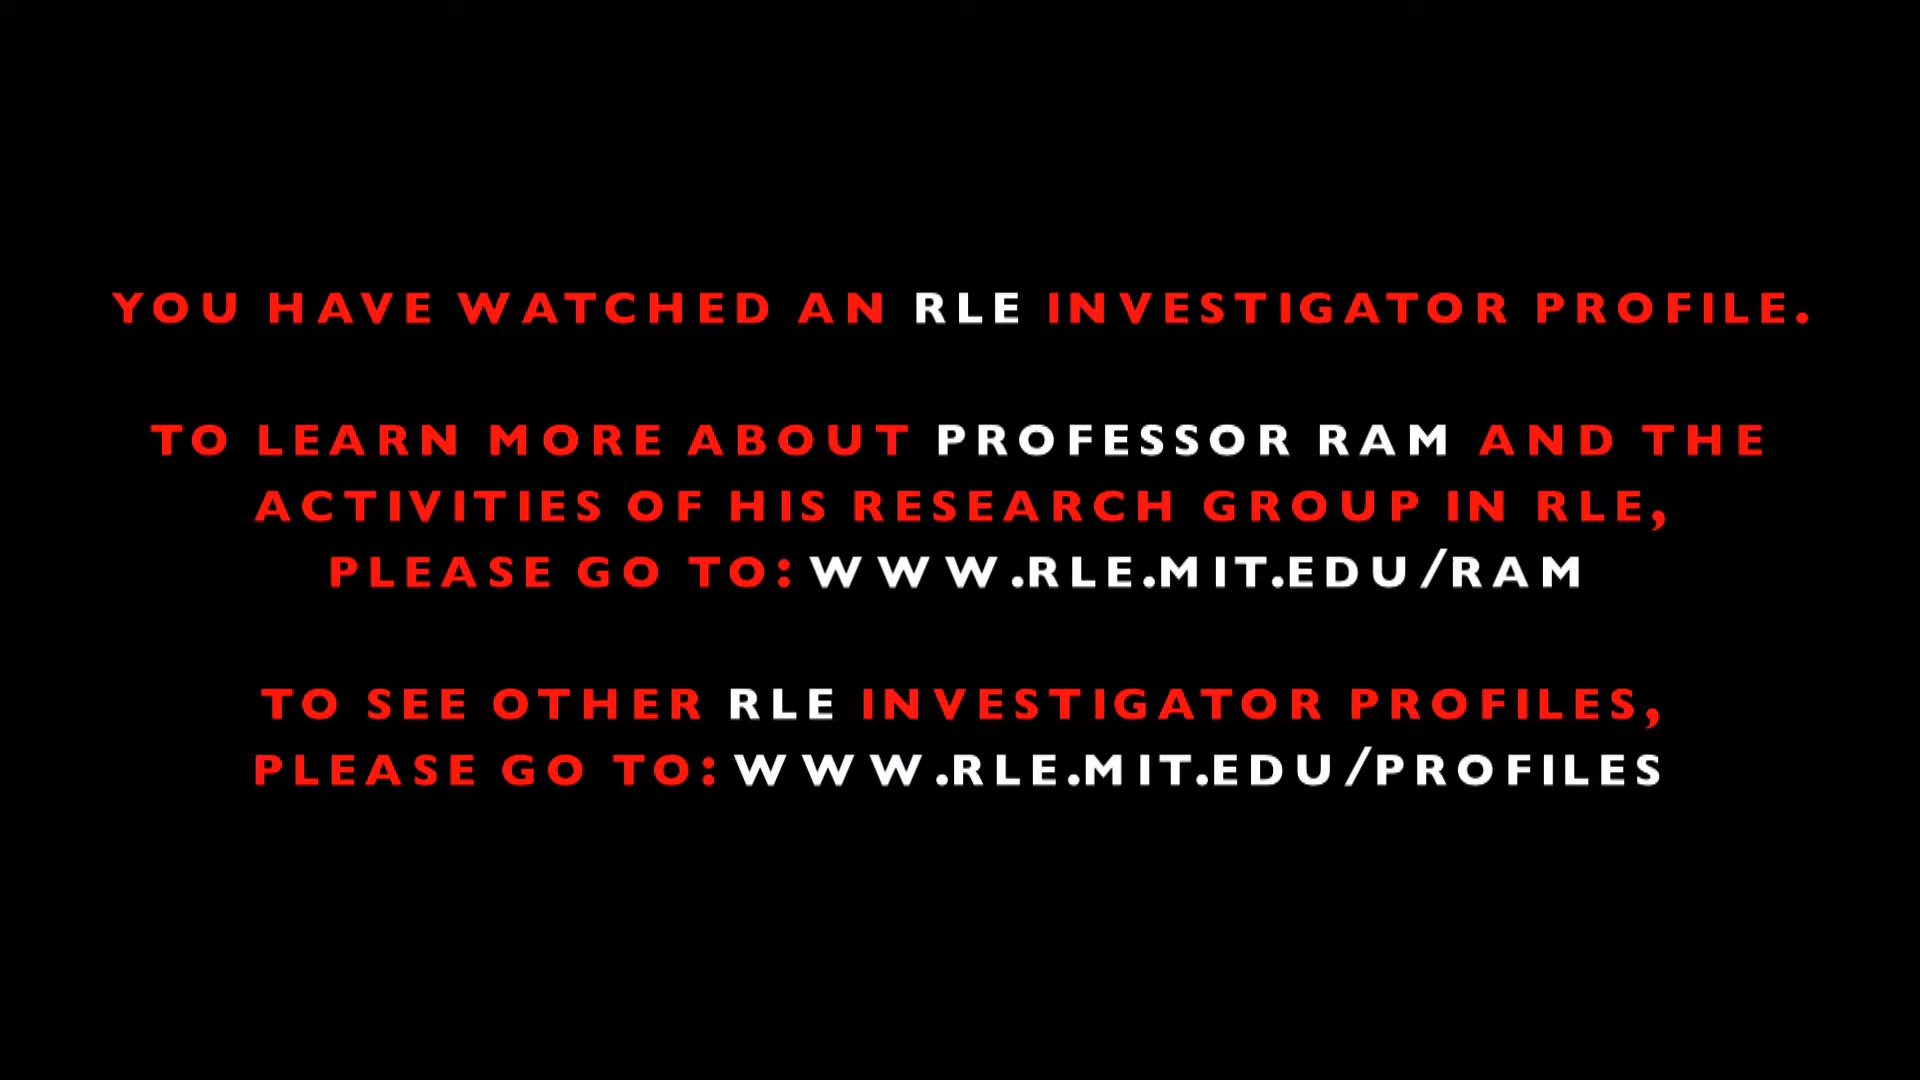 YOU HAVE WATCHED AN RLE INVESTIGATOR PROFILE.
TO LEARN MORE ABOUT PROFESSOR RAM AND THE
ACTIVITIES OF HIS RESEARCH GROUP IN RLE,
PLEASE GO TO: WWW.RLE.MIT.EDU/RAM
TO SEE OTHER RLE INVESTIGATOR PROFILES,
PLEASE GO TO: WWW.RLE.MIT.EDU/PROFILES